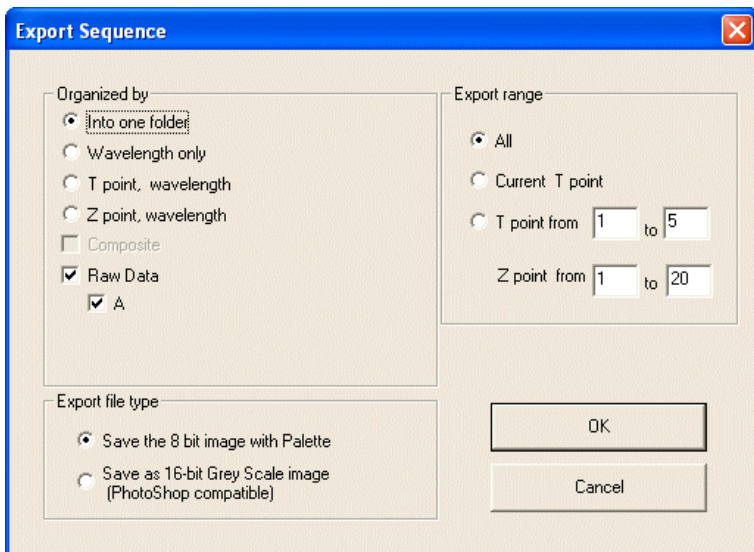 Export Sequence
Organized by
Into one folder
Wavelength only
T point, wavelength
Z point, wavelength
Composite
Raw Data
A
Export range
All
Current T point
T point from 1 to 5
Z point from 1 to 20
Export file type
Save the 8 bit image with Palette
Save as 16-bit Grey Scale image
(PhotoShop compatible)
OK
Cancel